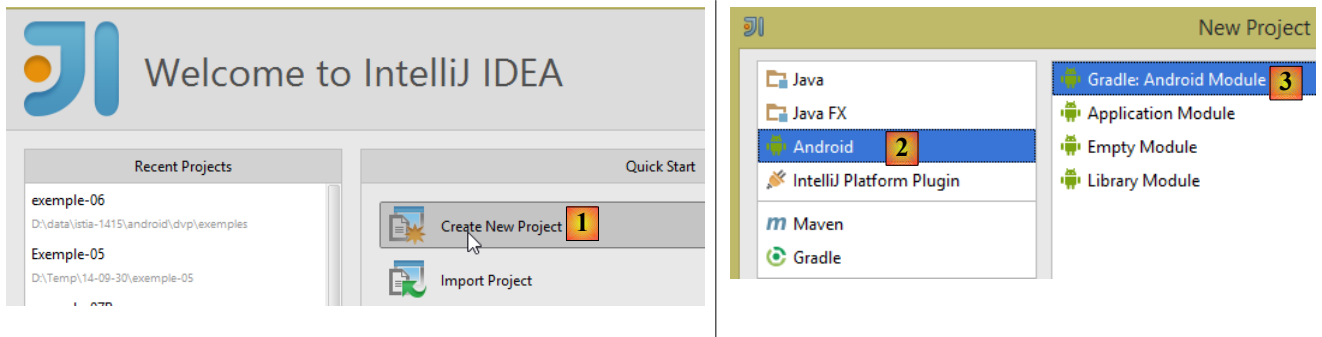 Welcome to IntelliJ IDEA
Recent Projects
exemple-06
D:\data\istia-1415\android\dvp\exemples
Exemple-05
D:\Temp\14-09-30\exemple-05
Quick Start
Create New Project 1
Import Project
New Project
Java
Java FX
Android 2
IntelliJ Platform Plugin
Maven
Gradle
Gradle: Android Module 3
Application Module
Empty Module
Library Module